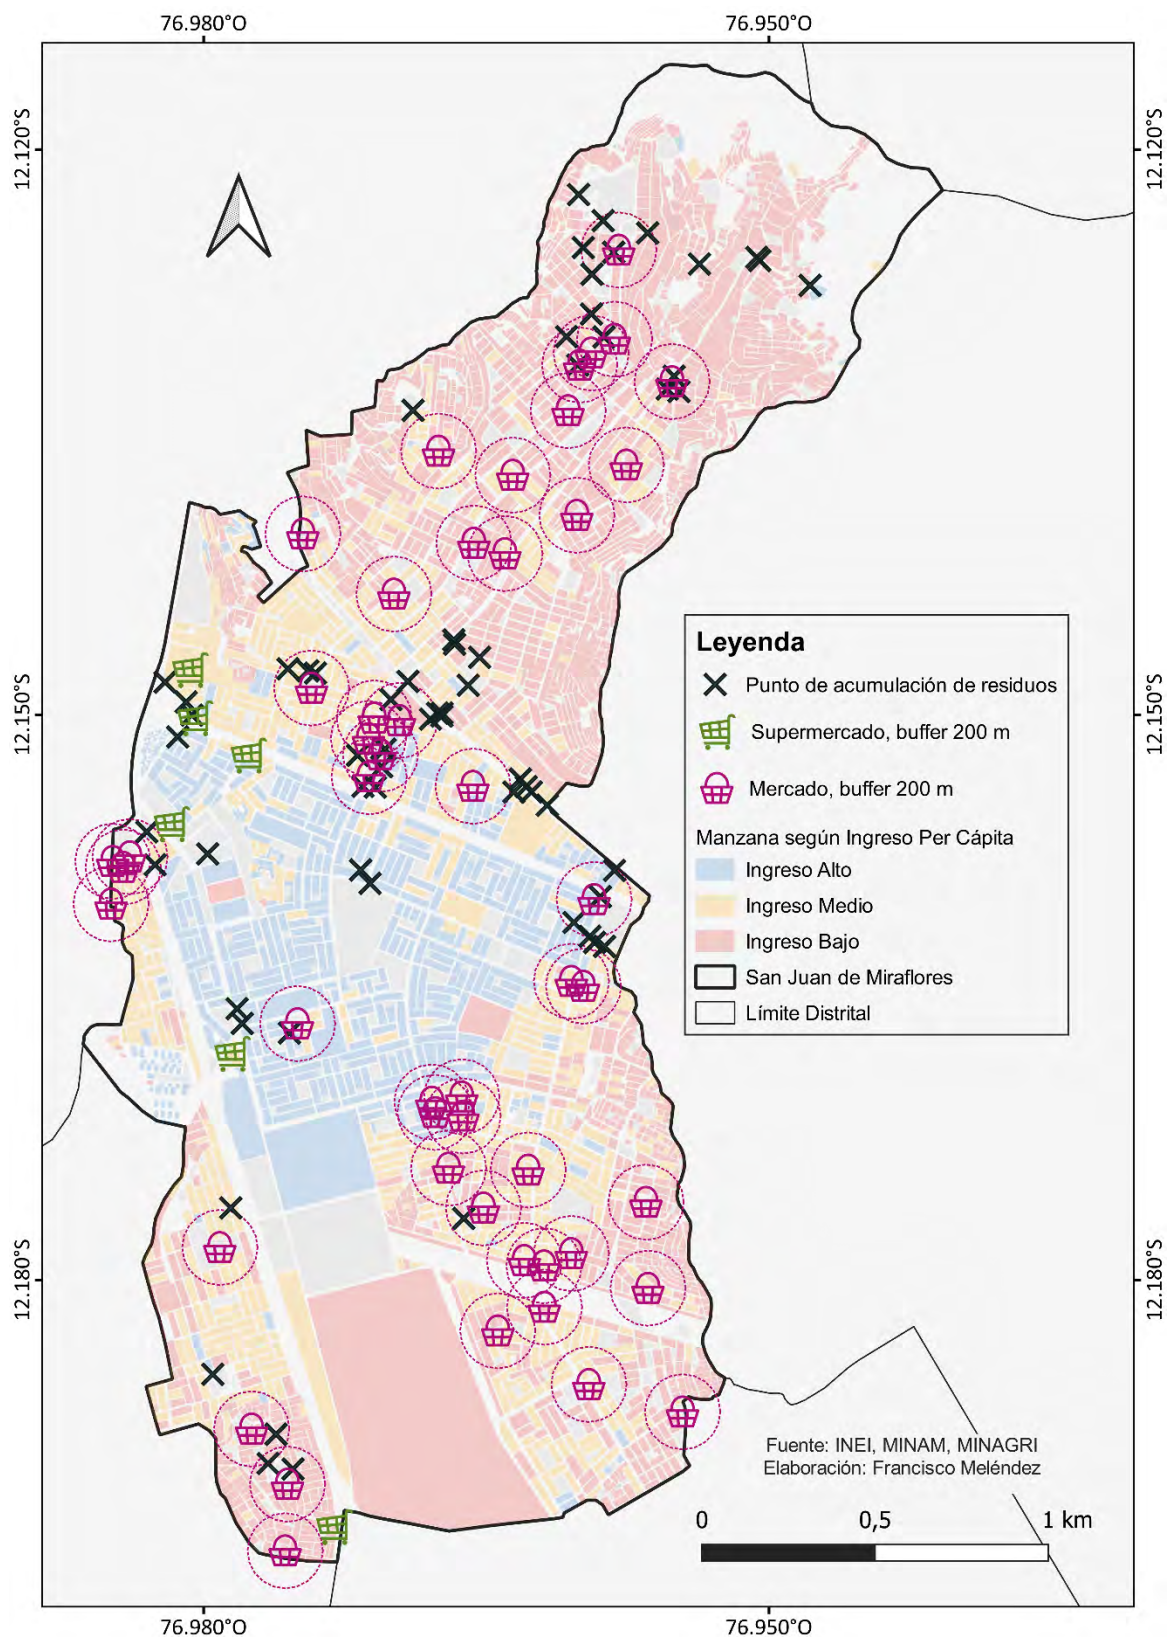 76.980°O
76.950°O
12.120°S
12.120°S
12.150°S
12.150°S
12.180°S
12.180°S
Leyenda
Punto de acumulación de residuos
Supermercado, buffer 200 m
Mercado, buffer 200 m
Manzana según Ingreso Per Cápita
Ingreso Alto
Ingreso Medio
Ingreso Bajo
San Juan de Miraflores
Límite Distrital
Fuente: INEI, MINAM, MINAGRI
Elaboración: Francisco Meléndez
0 0,5 1 km
76.980°O
76.950°O